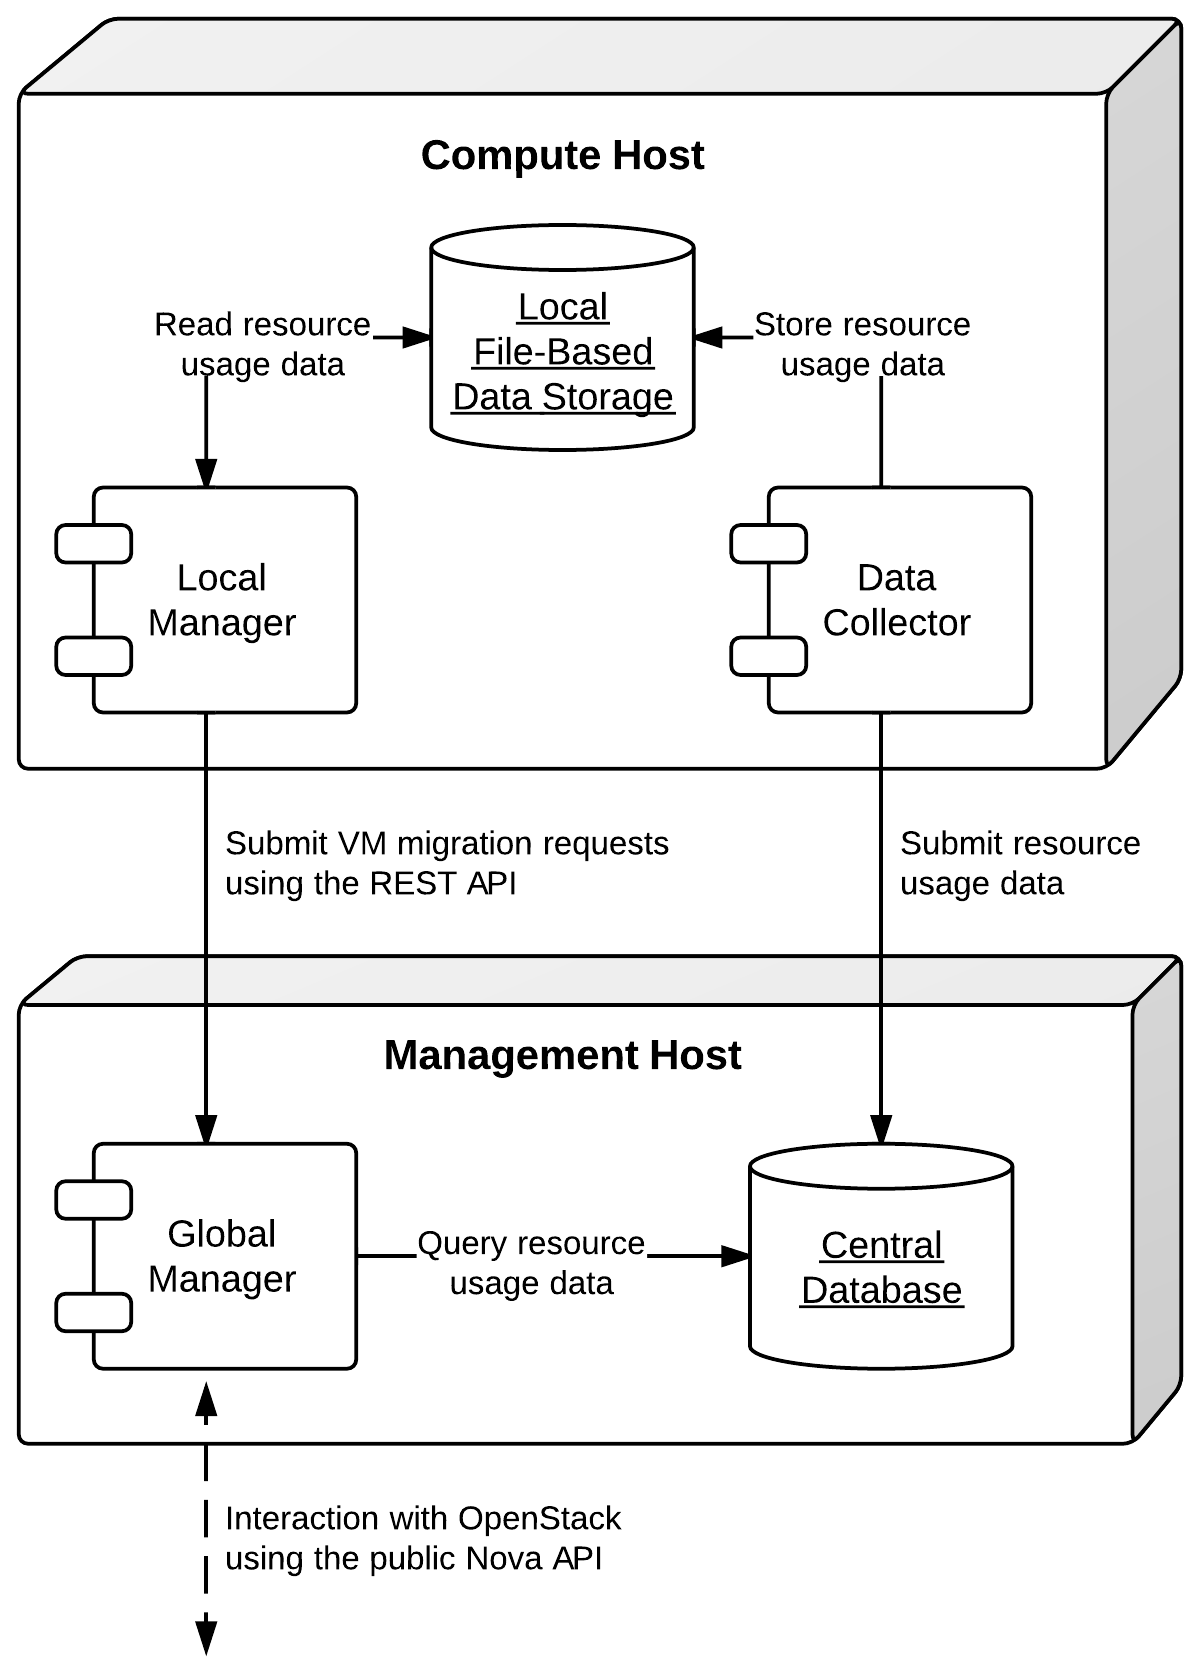 Compute Host
Local
File-Based
Data Storage
Read resource
usage data
Store resource
usage data
Local
Manager
Data
Collector
Submit VM migration requests
using the REST API
Submit resource
usage data
Management Host
Global
Manager
Query resource
usage data
Central
Database
Interaction with OpenStack
using the public Nova API